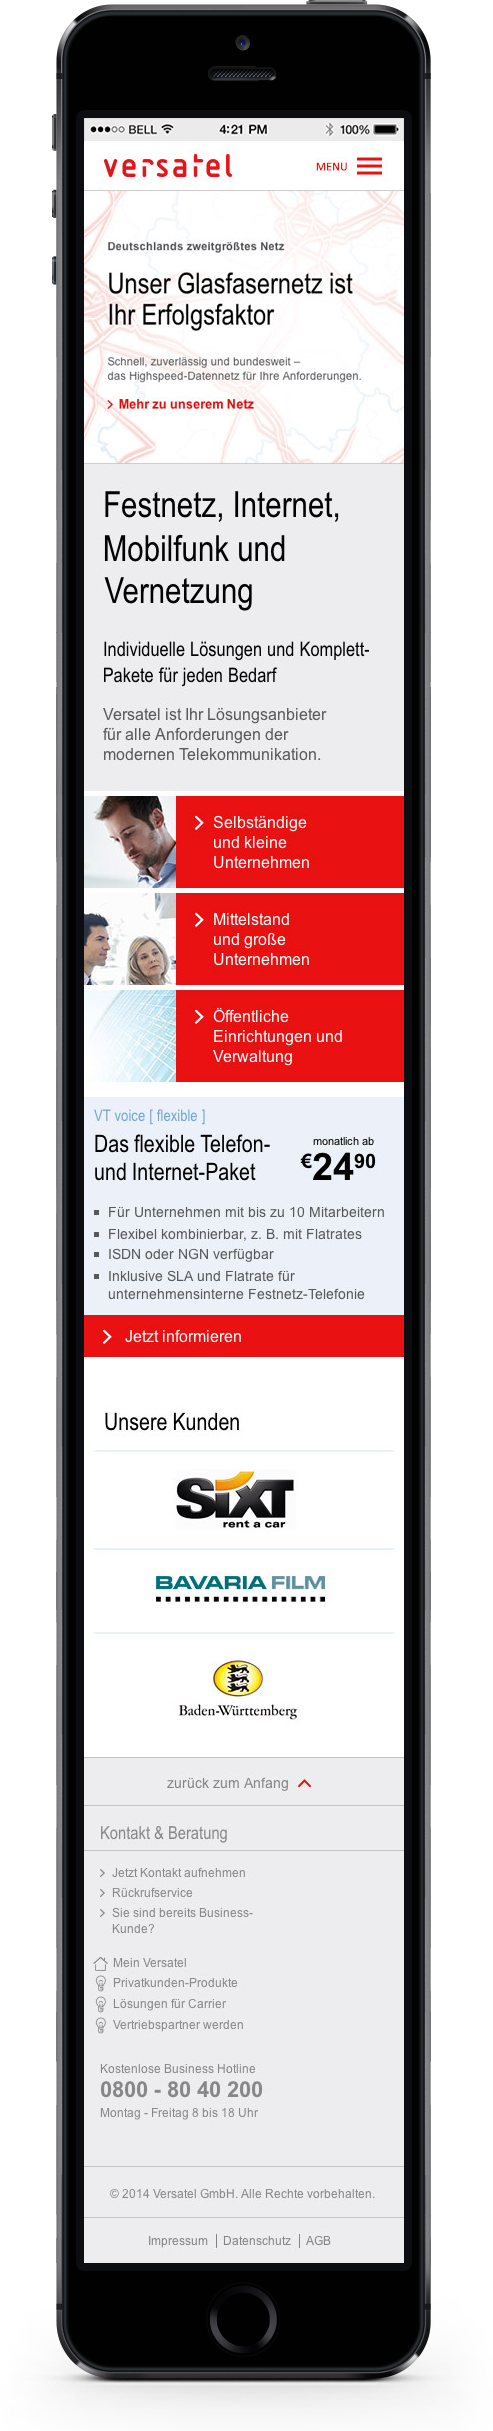 BELL
4:21 PM
100%
versatel
MENU
Deutschlands zweitgrößtes Netz
Unser Glasfasernetz ist
Ihr Erfolgsfaktor
Schnell, zuverlässig und bundesweit –
das Highspeed-Datennetz für Ihre Anforderungen.
Mehr zu unserem Netz
Festnetz, Internet,
Mobilfunk und
Vernetzung
Individuelle Lösungen und Komplett-
Pakete für jeden Bedarf
Versatel ist Ihr Lösungsanbieter
für alle Anforderungen der
modernen Telekommunikation.
Selbständige
und kleine
Unternehmen
Mittelstand
und große
Unternehmen
Öffentliche
Einrichtungen und
Verwaltung
VT voice [ flexible ]
Das flexible Telefon-
und Internet-Paket
monatlich ab
€24 90
Für Unternehmen mit bis zu 10 Mitarbeitern
Flexibel kombinierbar, z. B. mit Flatrates
ISDN oder NGN verfügbar
Inklusive SLA und Flatrate für
unternehmensinterne Festnetz-Telefonie
Jetzt informieren
Unsere Kunden
SIXT
rent a car
BAVARIA FILM
Baden-Württemberg
zurück zum Anfang
Kontakt & Beratung
Jetzt Kontakt aufnehmen
Rückrufservice
Sie sind bereits Business-
Kunde?
Mein Versatel
Privatkunden-Produkte
Lösungen für Carrier
Vertriebspartner werden
Kostenlose Business Hotline
0800 - 80 40 200
Montag - Freitag 8 bis 18 Uhr
© 2014 Versatel GmbH. Alle Rechte vorbehalten.
Impressum | Datenschutz | AGB